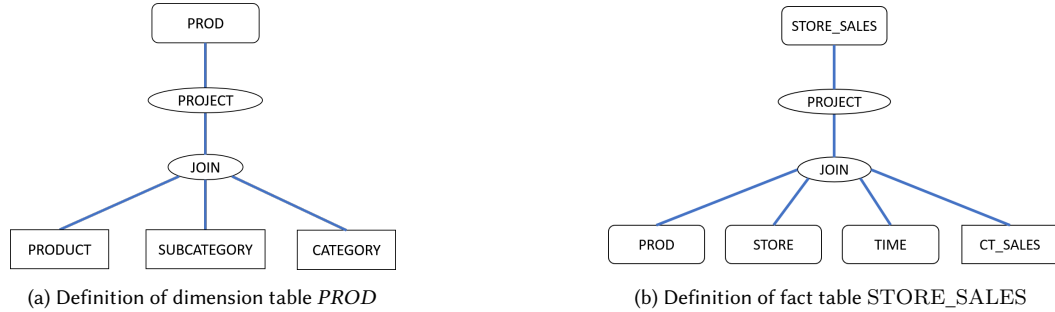 PROD
PROJECT
JOIN
PRODUCT
SUBCATEGORY
CATEGORY
(a) Definition of dimension table PROD
STORE_SALES
PROJECT
JOIN
PROD
STORE
TIME
CT_SALES
(b) Definition of fact table STORE_SALES